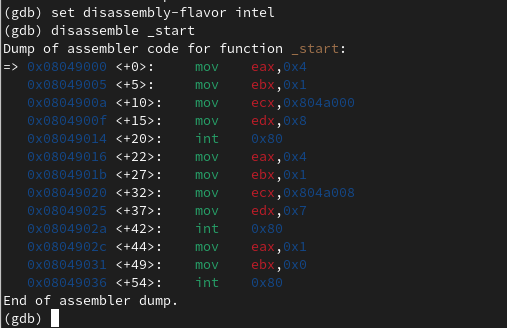 (gdb) set disassembly-flavor intel
(gdb) disassemble _start
Dump of assembler code for function _start:
=> 0x08049000 <+0>:     mov    eax,0x4
   0x08049005 <+5>:     mov    ebx,0x1
   0x0804900a <+10>:    mov    ecx,0x804a000
   0x0804900f <+15>:    mov    edx,0x8
   0x08049014 <+20>:    int    0x80
   0x08049016 <+22>:    mov    eax,0x4
   0x0804901b <+27>:    mov    ebx,0x1
   0x08049020 <+32>:    mov    ecx,0x804a008
   0x08049025 <+37>:    mov    edx,0x7
   0x0804902a <+42>:    int    0x80
   0x0804902c <+44>:    mov    eax,0x1
   0x08049031 <+49>:    mov    ebx,0x0
   0x08049036 <+54>:    int    0x80
End of assembler dump.
(gdb)